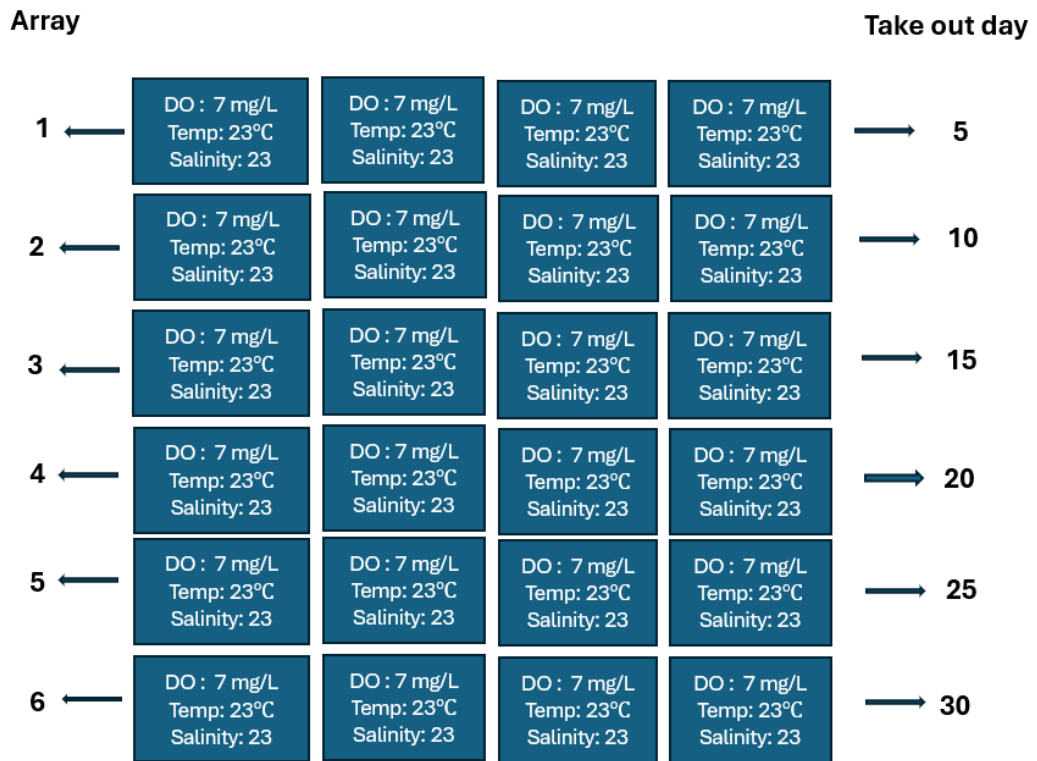 Array
Take out day
1
DO : 7 mg/L
Temp: 23℃
Salinity: 23
DO : 7 mg/L
Temp: 23℃
Salinity: 23
DO : 7 mg/L
Temp: 23℃
Salinity: 23
DO : 7 mg/L
Temp: 23℃
Salinity: 23
5
2
DO : 7 mg/L
Temp: 23℃
Salinity: 23
DO : 7 mg/L
Temp: 23℃
Salinity: 23
DO : 7 mg/L
Temp: 23℃
Salinity: 23
DO : 7 mg/L
Temp: 23℃
Salinity: 23
10
3
DO : 7 mg/L
Temp: 23℃
Salinity: 23
DO : 7 mg/L
Temp: 23℃
Salinity: 23
DO : 7 mg/L
Temp: 23℃
Salinity: 23
DO : 7 mg/L
Temp: 23℃
Salinity: 23
15
4
DO : 7 mg/L
Temp: 23℃
Salinity: 23
DO : 7 mg/L
Temp: 23℃
Salinity: 23
DO : 7 mg/L
Temp: 23℃
Salinity: 23
DO : 7 mg/L
Temp: 23℃
Salinity: 23
20
5
DO : 7 mg/L
Temp: 23℃
Salinity: 23
DO : 7 mg/L
Temp: 23℃
Salinity: 23
DO : 7 mg/L
Temp: 23℃
Salinity: 23
DO : 7 mg/L
Temp: 23℃
Salinity: 23
25
6
DO : 7 mg/L
Temp: 23℃
Salinity: 23
DO : 7 mg/L
Temp: 23℃
Salinity: 23
DO : 7 mg/L
Temp: 23℃
Salinity: 23
DO : 7 mg/L
Temp: 23℃
Salinity: 23
30